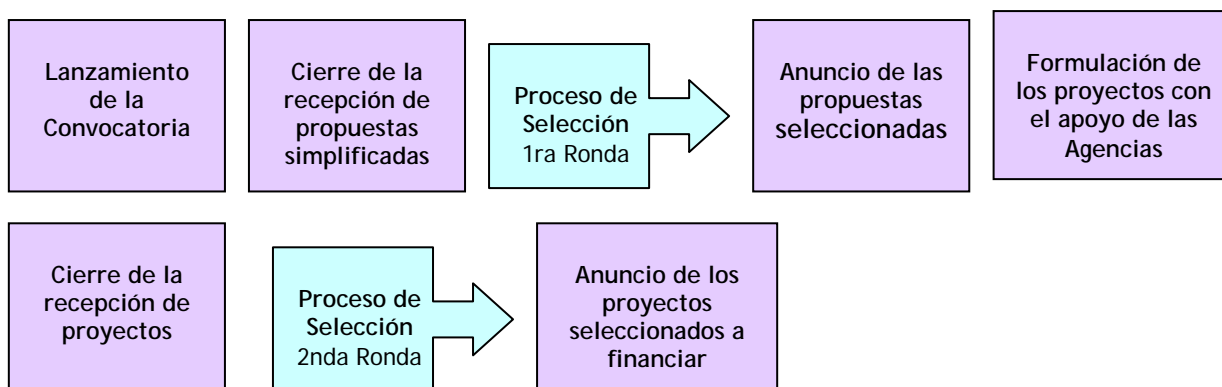 Lanzamiento
de la
Convocatoria
Cierre de la
recepción de
propuestas
simplificadas
Proceso de
Selección
1ra Ronda
Anuncio de las
propuestas
seleccionadas
Formulación de
los proyectos con
el apoyo de las
Agencias
Cierre de la
recepción de
proyectos
Proceso de
Selección
2nda Ronda
Anuncio de los
proyectos
seleccionados a
financiar